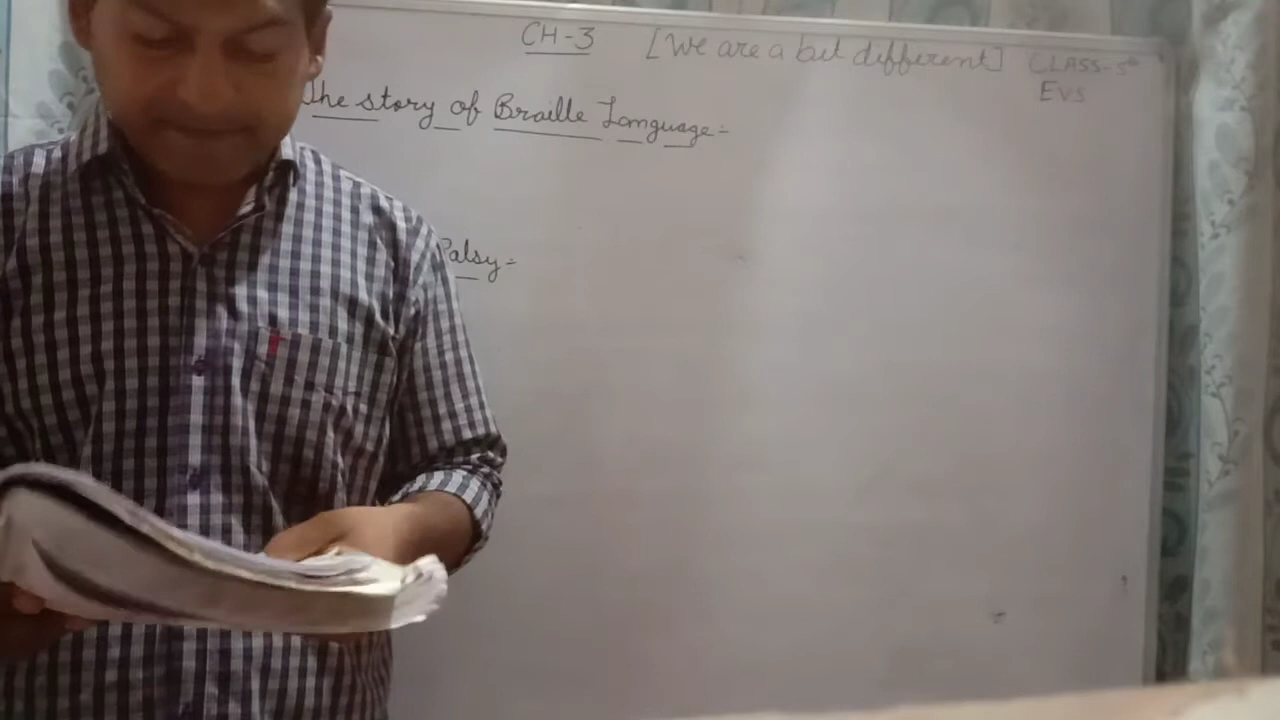 CH-3 [We are a bit different] CLASS-5th
EVS
The story of Braille Language:-
Palsy:-